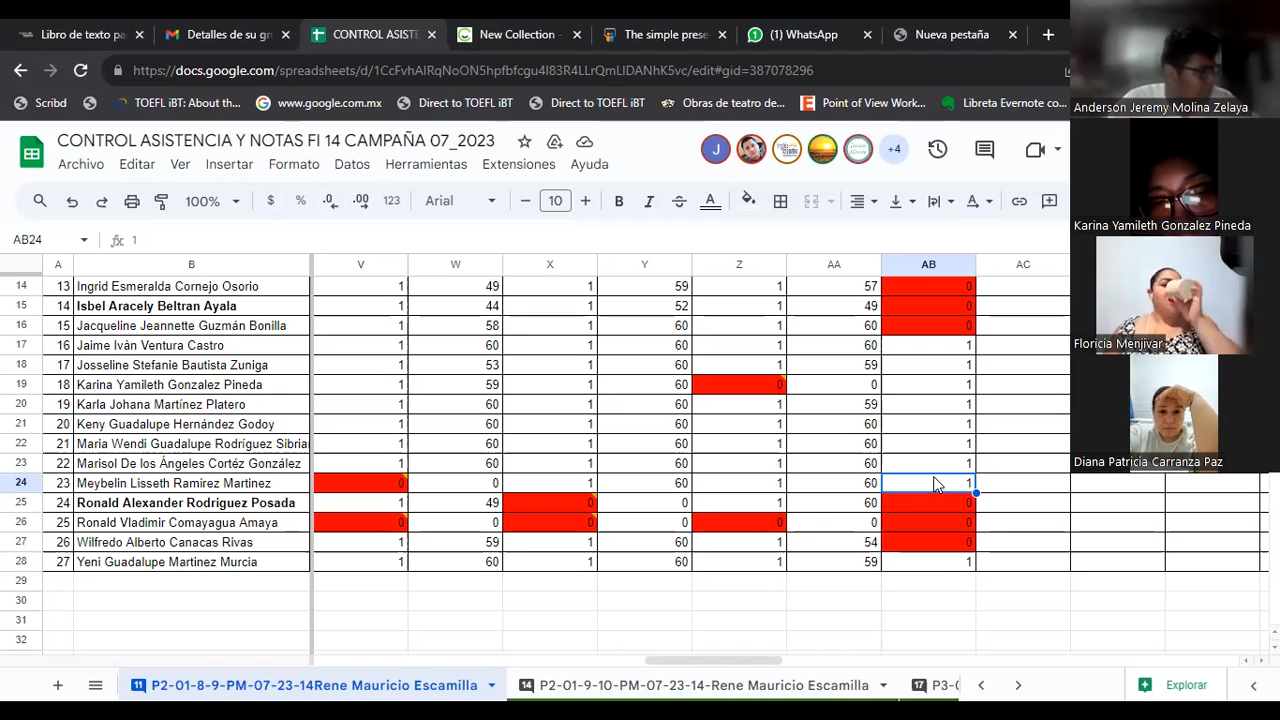 Libro de texto pa
Detalles de su gr
CONTROL ASISTE
New Collection -
The simple prese
(1) WhatsApp
Nueva pestaña
https://docs.google.com/spreadsheets/d/1CcFvhAIRqNoON5hpfbfcgu4I83R4LLrQmLIDANhK5vc/edit#gid=387078296
Scribd
TOEFL iBT: About th...
www.google.com.mx
Direct to TOEFL iBT
Direct to TOEFL iBT
Obras de teatro de...
Point of View Work...
Libreta Evernote co...
CONTROL ASISTENCIA Y NOTAS FI 14 CAMPAÑA 07_2023
J
+4
Archivo Editar Ver Insertar Formato Datos Herramientas Extensiones Ayuda
100% $ % .0 .00 123 Arial 10 B I A
AB24 fx 1
A B V W X Y Z AA AB AC
14 13 Ingrid Esmeralda Cornejo Osorio 1 49 1 59 1 57 0
15 14 Isbel Aracely Beltran Ayala 1 44 1 52 1 49 0
16 15 Jacqueline Jeannette Guzmán Bonilla 1 58 1 60 1 60 0
17 16 Jaime Iván Ventura Castro 1 60 1 60 1 60 1
18 17 Josseline Stefanie Bautista Zuniga 1 53 1 60 1 59 1
19 18 Karina Yamileth Gonzalez Pineda 1 59 1 60 0 0 1
20 19 Karla Johana Martínez Platero 1 60 1 60 1 59 1
21 20 Keny Guadalupe Hernández Godoy 1 60 1 60 1 60 1
22 21 Maria Wendi Guadalupe Rodríguez Sibrian 1 60 1 60 1 60 1
23 22 Marisol De los Ángeles Cortéz González 1 60 1 60 1 60 1
24 23 Meybelin Lisseth Ramirez Martinez 0 0 1 60 1 60 1
25 24 Ronald Alexander Rodriguez Posada 1 49 0 0 1 60 0
26 25 Ronald Vladimir Comayagua Amaya 0 0 0 0 0 0 0
27 26 Wilfredo Alberto Canacas Rivas 1 59 1 60 1 54 0
28 27 Yeni Guadalupe Martinez Murcia 1 60 1 60 1 59 1
29
30
31
32
11 P2-01-8-9-PM-07-23-14Rene Mauricio Escamilla
14 P2-01-9-10-PM-07-23-14-Rene Mauricio Escamilla
17 P3-0
Explorar
Anderson Jeremy Molina Zelaya
Karina Yamileth Gonzalez Pineda
Floricia Menjivar
Diana Patricia Carranza Paz